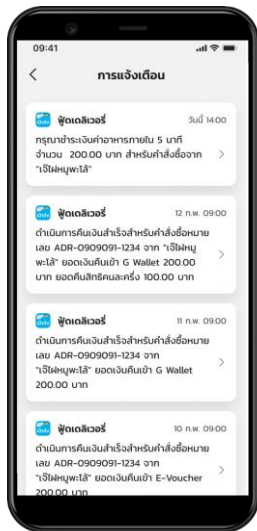 09:41
การแจ้งเตือน
ฟู้ดเดลิเวอรี่ วันนี้ 14:00
กรุณาชำระเงินค่าอาหารภายใน 5 นาที
จำนวน 200.00 บาท สำหรับคำสั่งซื้อจาก
"เจ๊ไฝหมูพะโล้"
ฟู้ดเดลิเวอรี่ 12 ก.พ. 09:00
ดำเนินการคืนเงินสำเร็จสำหรับคำสั่งซื้อหมาย
เลข ADR-0909091-1234 จาก "เจ๊ไฝหมู
พะโล้" ยอดเงินคืนเข้า G Wallet 200.00
บาท ยอดคืนสิทธิคนละครึ่ง 100.00 บาท
ฟู้ดเดลิเวอรี่ 11 ก.พ. 09:00
ดำเนินการคืนเงินสำเร็จสำหรับคำสั่งซื้อหมาย
เลข ADR-0909091-1234 จาก
"เจ๊ไฝหมูพะโล้" ยอดเงินคืนเข้า G Wallet
200.00 บาท
ฟู้ดเดลิเวอรี่ 10 ก.พ. 09:00
ดำเนินการคืนเงินสำเร็จสำหรับคำสั่งซื้อหมาย
เลข ADR-0909091-1234 จาก
"เจ๊ไฝหมูพะโล้" ยอดเงินคืนเข้า E-Voucher
200.00 บาท